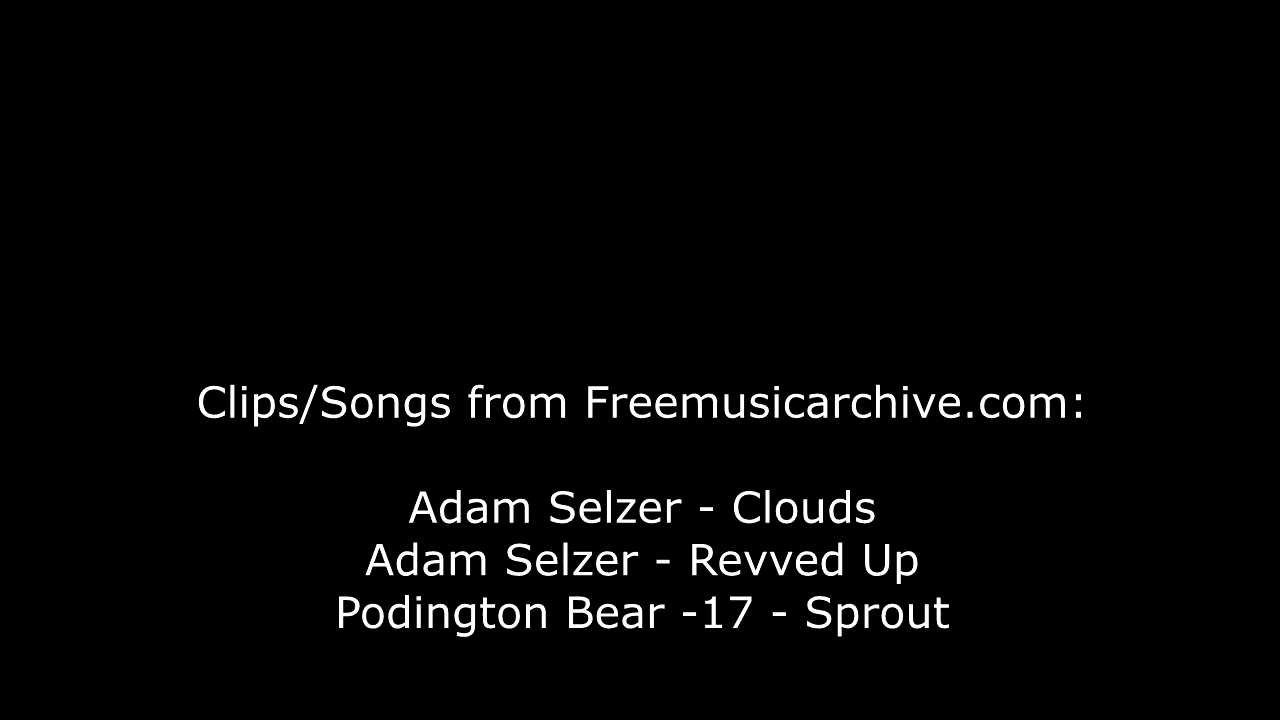 Clips/Songs from Freemusicarchive.com:
Adam Selzer - Clouds
Adam Selzer - Revved Up
Podington Bear -17 - Sprout